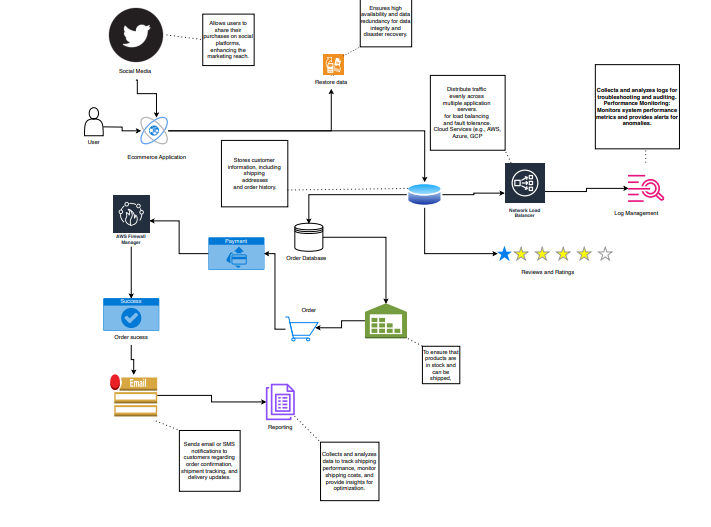 Ensures high
availability and data
redundancy for data
integrity and
disaster recovery.
Allows users to
share their
purchases on social
platforms,
enhancing the
marketing reach.
Social Media
Restore data
Distribute traffic
evenly across
multiple application
servers.
for load balancing
and fault tolerance.
Cloud Services (e.g., AWS,
Azure, GCP
Collects and analyzes logs for
troubleshooting and auditing.
Performance Monitoring:
Monitors system performance
metrics and provides alerts for
anomalies.
User
Ecommerce Application
Stores customer
information, including
shipping
addresses
and order history.
Network Load
Balancer
Log Management
AWS Firewall
Manager
Payment
Order Database
Reviews and Ratings
Success
Order sucess
Order
To ensure that
products are
in stock and
can be
shipped,
Email
Reporting
Sends email or SMS
notifications to
customers regarding
order confirmation,
shipment tracking, and
delivery updates.
Collects and analyzes
data to track shipping
performance, monitor
shipping costs, and
provide insights for
optimization.